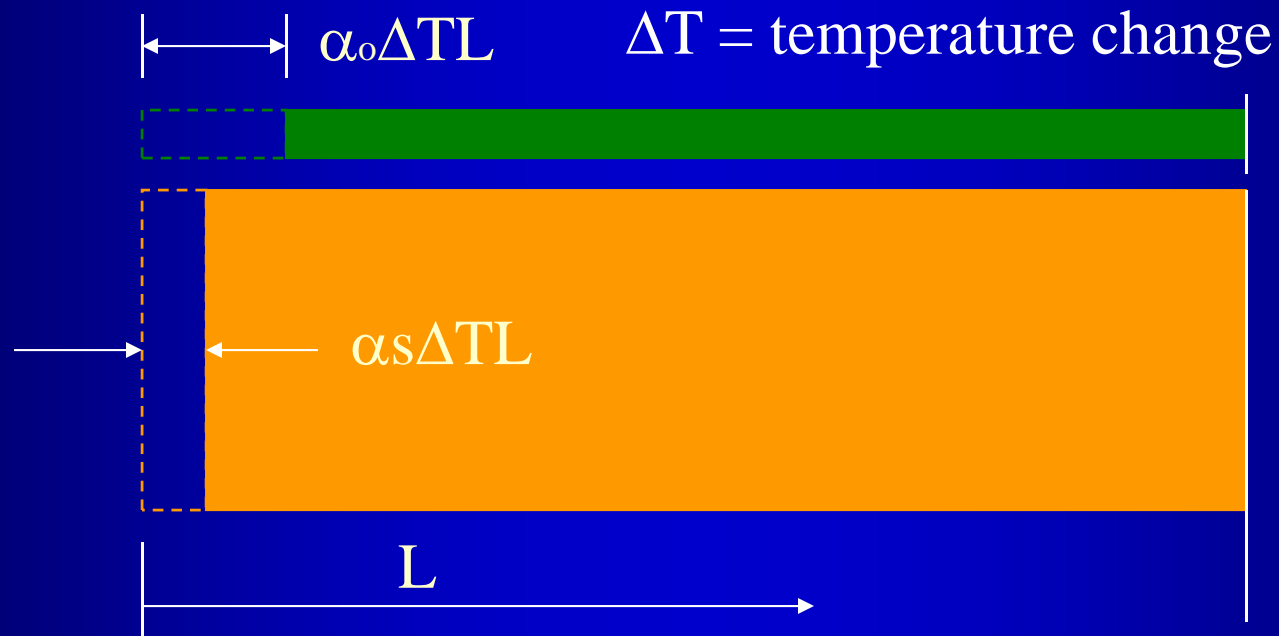 αₒΔTL
ΔT = temperature change
αsΔTL
L